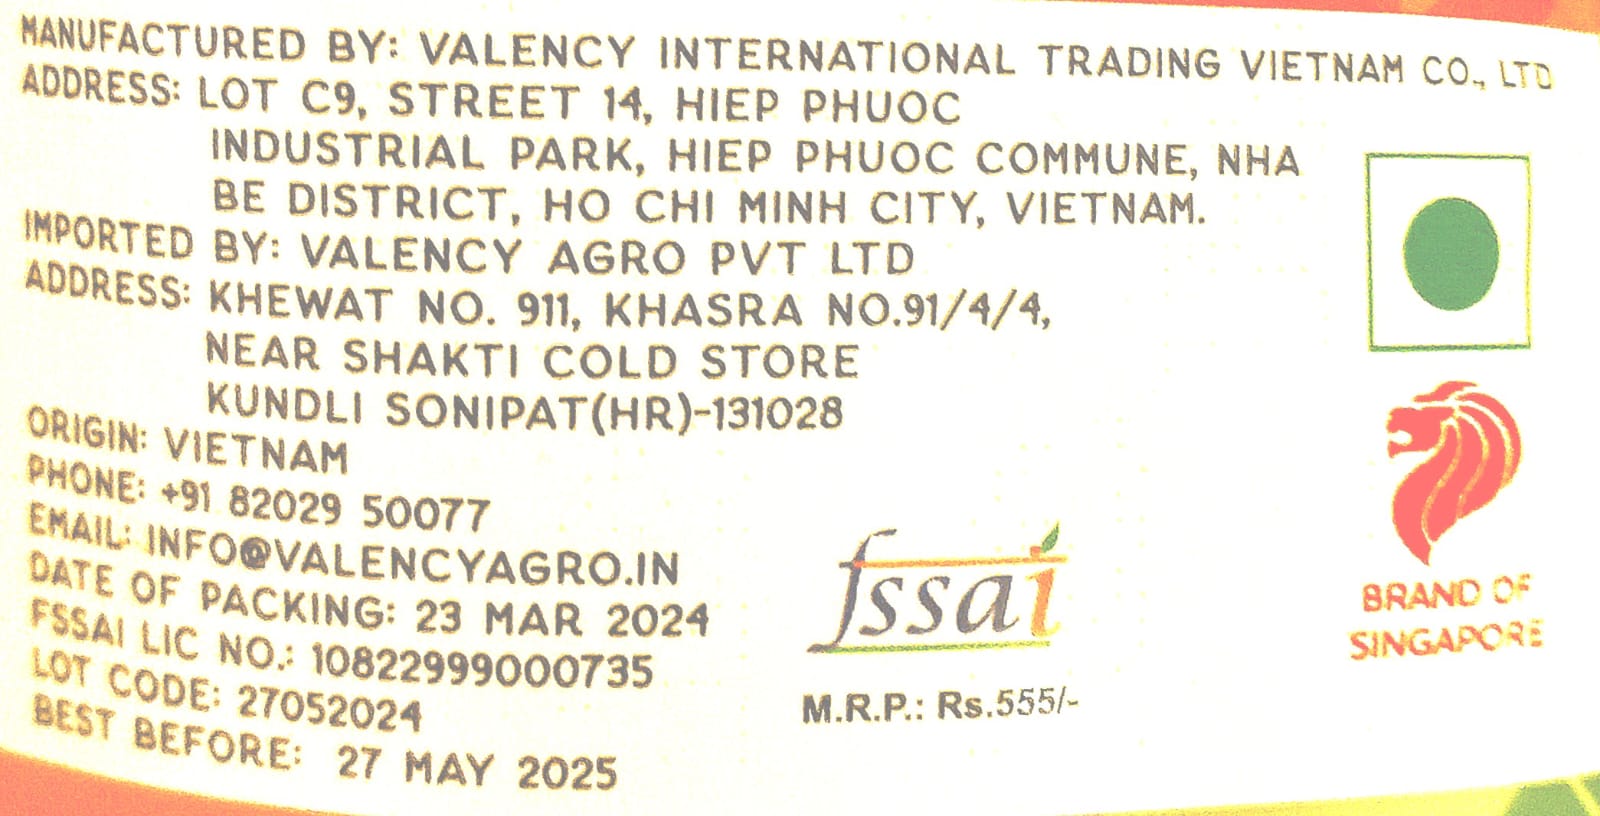 MANUFACTURED BY: VALENCY INTERNATIONAL TRADING VIETNAM CO., LTD
ADDRESS: LOT C9, STREET 14, HIEP PHUOC
INDUSTRIAL PARK, HIEP PHUOC COMMUNE, NHA
BE DISTRICT, HO CHI MINH CITY, VIETNAM.
IMPORTED BY: VALENCY AGRO PVT LTD
ADDRESS: KHEWAT NO. 911, KHASRA NO.91/4/4,
NEAR SHAKTI COLD STORE
KUNDLI SONIPAT(HR)-131028
ORIGIN: VIETNAM
PHONE: +91 82029 50077
EMAIL: INFO@VALENCYAGRO.IN
DATE OF PACKING: 23 MAR 2024
FSSAI LIC NO.: 10822999000735
LOT CODE: 27052024
BEST BEFORE: 27 MAY 2025
fssai
M.R.P.: Rs.555/-
BRAND OF
SINGAPORE